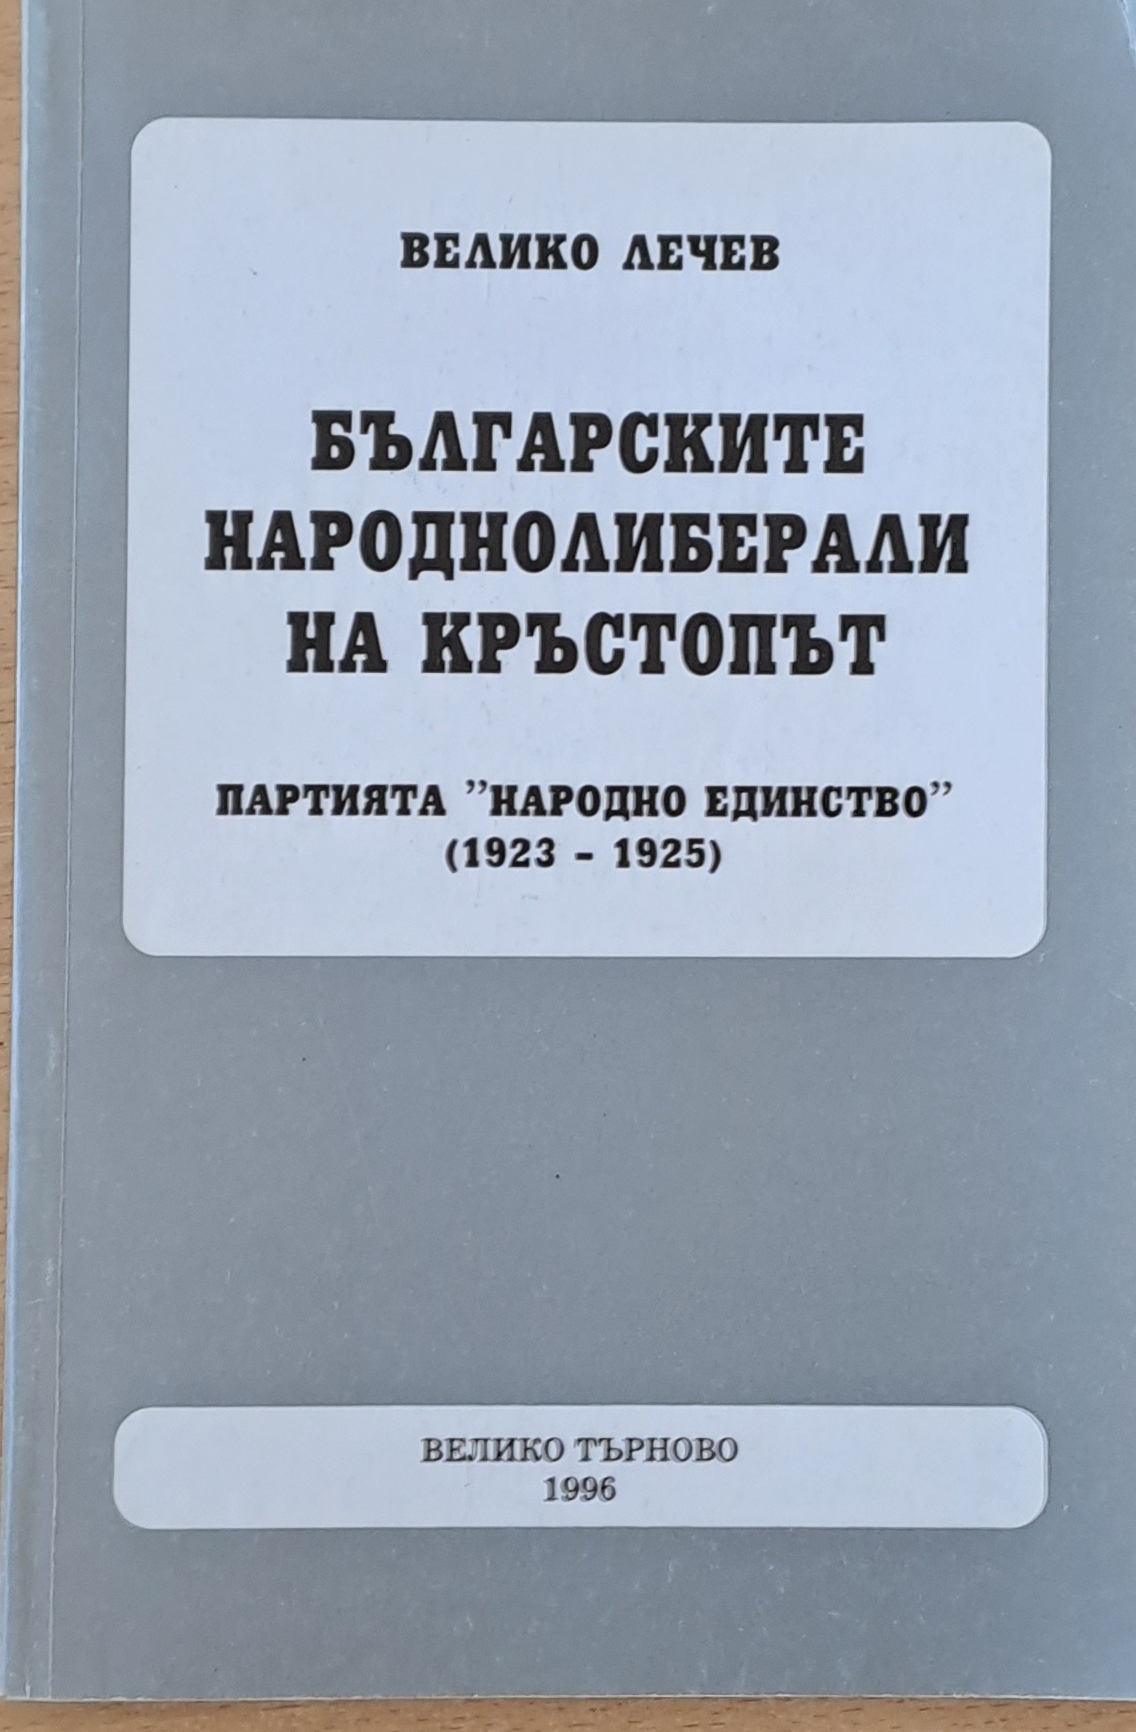 ВЕЛИКО ЛЕЧЕВ
БЪЛГАРСКИТЕ
НАРОДНОЛИБЕРАЛИ
НА КРЪСТОПЪТ
ПАРТИЯТА ”НАРОДНО ЕДИНСТВО”
(1923 - 1925)
ВЕЛИКО ТЪРНОВО
1996